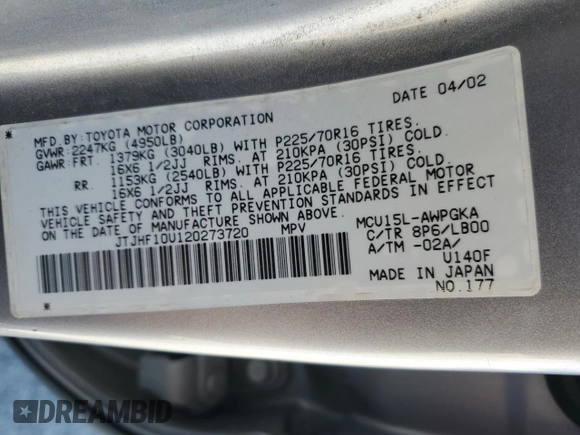 DATE 04/02
MFD.BY:TOYOTA MOTOR CORPORATION
GVWR:2247KG (4950LB)
GAWR:FRT. 1379KG (3040LB) WITH P225/70R16 TIRES.
16X6 1/2JJ RIMS. AT 210KPA (30PSI) COLD.
RR. 1153KG (2540LB) WITH P225/70R16 TIRES.
16X6 1/2JJ RIMS. AT 210KPA (30PSI) COLD.
THIS VEHICLE CONFORMS TO ALL APPLICABLE FEDERAL MOTOR
VEHICLE SAFETY AND THEFT PREVENTION STANDARDS IN EFFECT
ON THE DATE OF MANUFACTURE SHOWN ABOVE.
JTJHF10U120273720 MPV
MCU15L-AWPGKA
C/TR 8P6/LB00
A/TM -02A/
U140F
MADE IN JAPAN
NO.177
DREAMBID